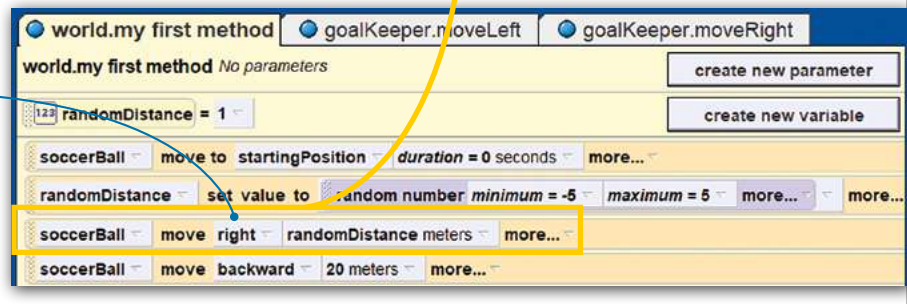 world.my first method goalKeeper.moveLeft goalKeeper.moveRight
world.my first method No parameters create new parameter
123 randomDistance = 1 create new variable
soccerBall move to startingPosition duration = 0 seconds more...
randomDistance set value to random number minimum = -5 maximum = 5 more... more...
soccerBall move right randomDistance meters more...
soccerBall move backward 20 meters more...